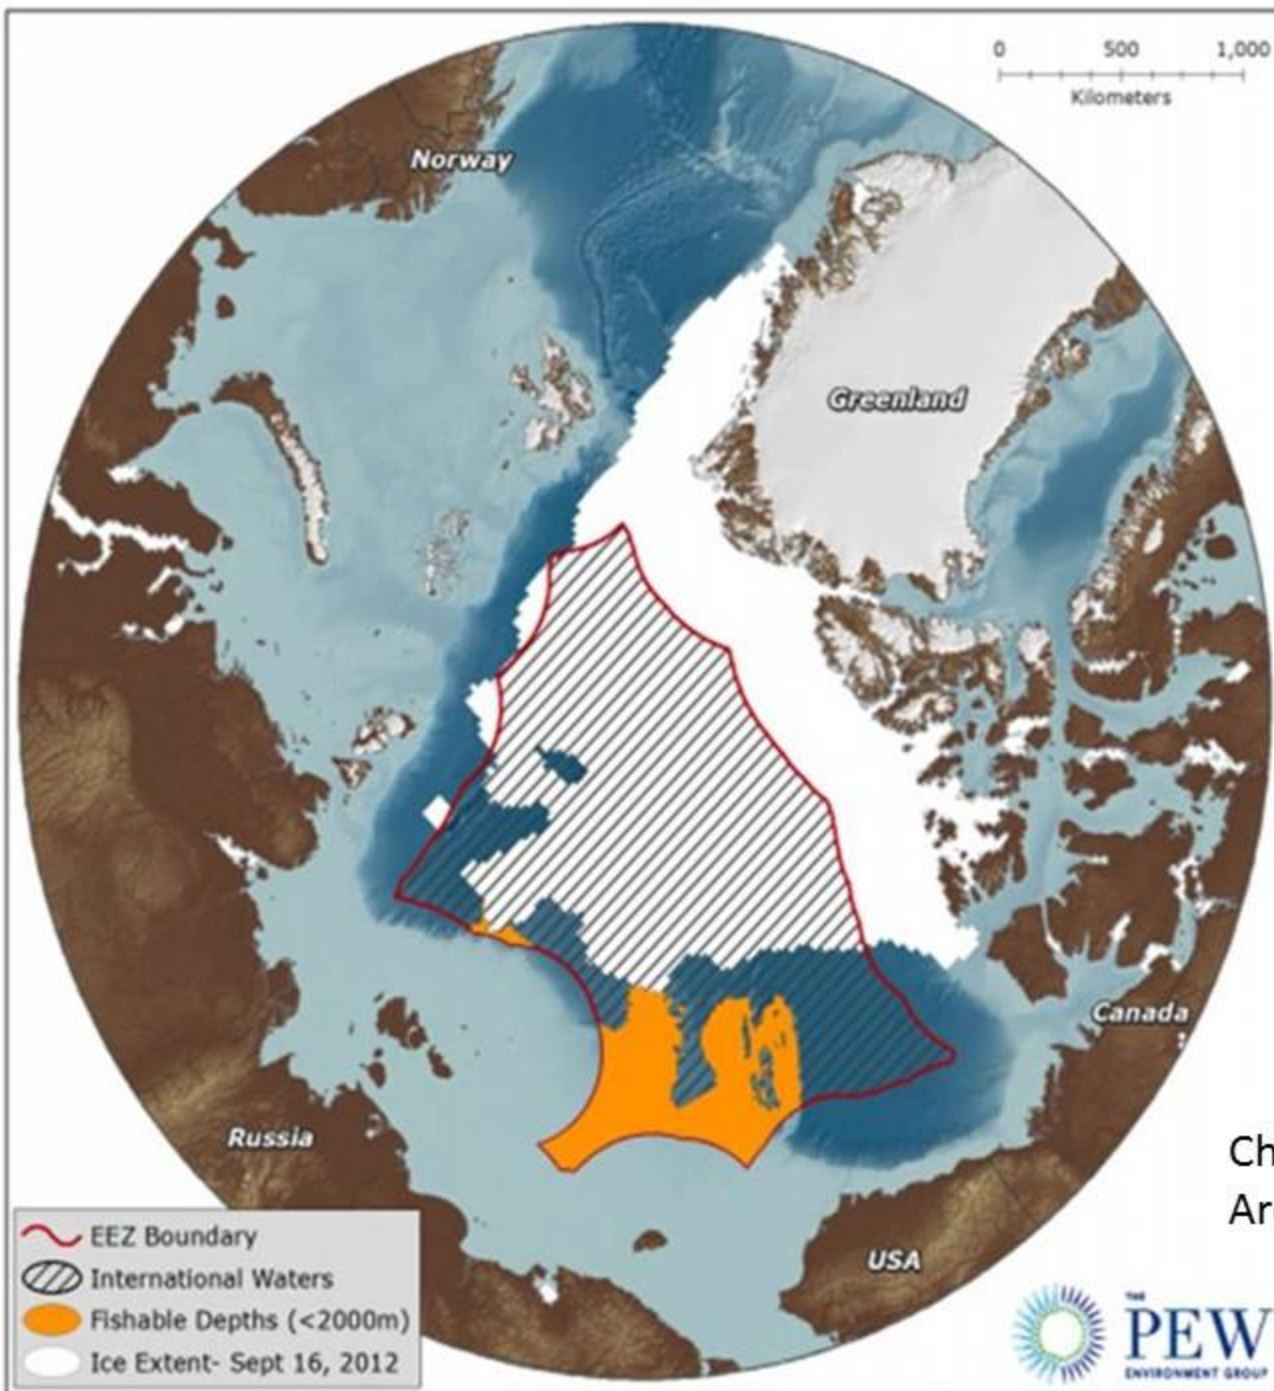 0 500 1,000
Kilometers
Norway
Greenland
Canada
Russia
Ch
Ar
USA
EEZ Boundary
International Waters
Fishable Depths (<2000m)
Ice Extent- Sept 16, 2012
THE
PEW
ENVIRONMENT GROUP